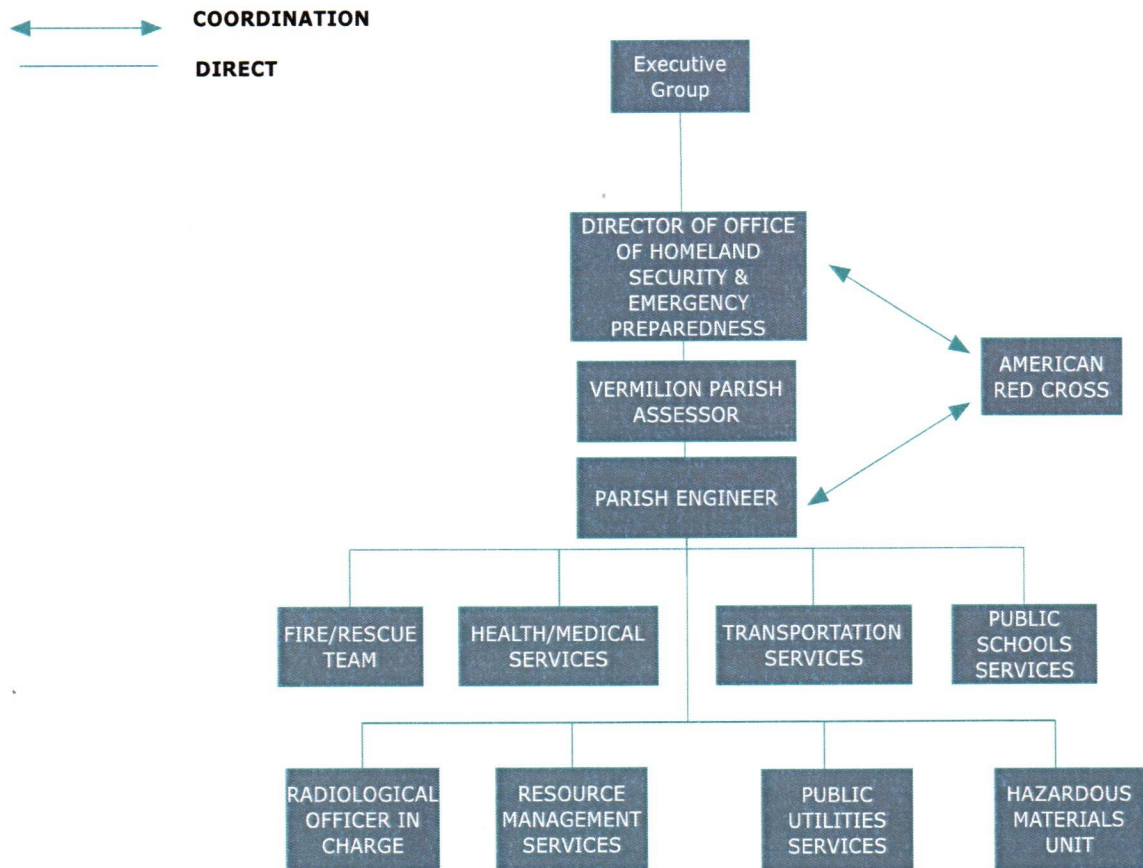 COORDINATION
DIRECT
Executive
Group
DIRECTOR OF OFFICE
OF HOMELAND
SECURITY &
EMERGENCY
PREPAREDNESS
VERMILION PARISH
ASSESSOR
AMERICAN
RED CROSS
PARISH ENGINEER
FIRE/RESCUE
TEAM
HEALTH/MEDICAL
SERVICES
TRANSPORTATION
SERVICES
PUBLIC
SCHOOLS
SERVICES
RADIOLOGICAL
OFFICER IN
CHARGE
RESOURCE
MANAGEMENT
SERVICES
PUBLIC
UTILITIES
SERVICES
HAZARDOUS
MATERIALS
UNIT